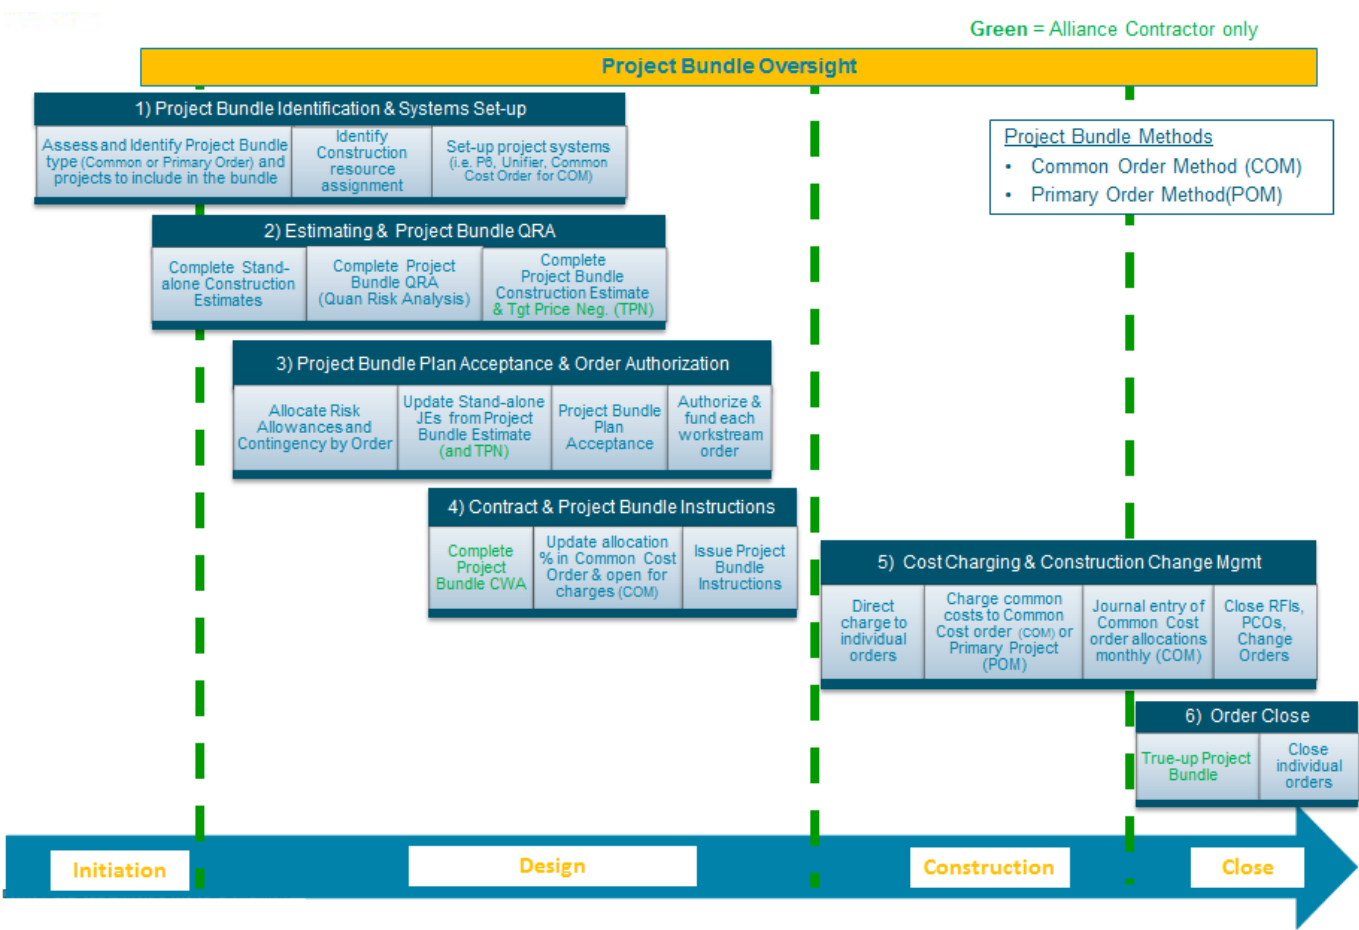 Green = Alliance Contractor only
Project Bundle Oversight
1) Project Bundle Identification & Systems Set-up
Assess and Identify Project Bundle
type (Common or Primary Order) and
projects to include in the bundle
Identify
Construction
resource
assignment
Set-up project systems
(i.e. P6, Unifier, Common
Cost Order for COM)
Project Bundle Methods
• Common Order Method (COM)
• Primary Order Method(POM)
2) Estimating & Project Bundle QRA
Complete Stand-
alone Construction
Estimates
Complete Project
Bundle QRA
(Quan Risk Analysis)
Complete
Project Bundle
Construction Estimate
& Tgt Price Neg. (TPN)
3) Project Bundle Plan Acceptance & Order Authorization
Allocate Risk
Allowances and
Contingency by Order
Update Stand-alone
JEs from Project
Bundle Estimate
(and TPN)
Project Bundle
Plan
Acceptance
Authorize &
fund each
workstream
order
4) Contract & Project Bundle Instructions
Complete
Project
Bundle CWA
Update allocation
% in Common Cost
Order & open for
charges (COM)
Issue Project
Bundle
Instructions
5) Cost Charging & Construction Change Mgmt
Direct
charge to
individual
orders
Charge common
costs to Common
Cost order (COM) or
Primary Project
(POM)
Journal entry of
Common Cost
order allocations
monthly (COM)
Close RFIs,
PCOs,
Change
Orders
6) Order Close
True-up Project
Bundle
Close
individual
orders
Initiation
Design
Construction
Close